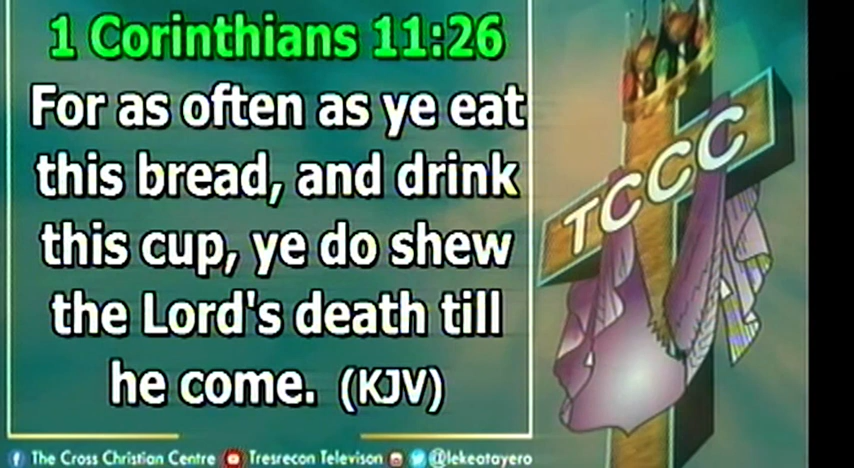 1 Corinthians 11:26
For as often as ye eat
this bread, and drink
this cup, ye do shew
the Lord's death till
he come. (KJV)
TCCC
The Cross Christian Centre Tresrecon Televison @lekeatayero